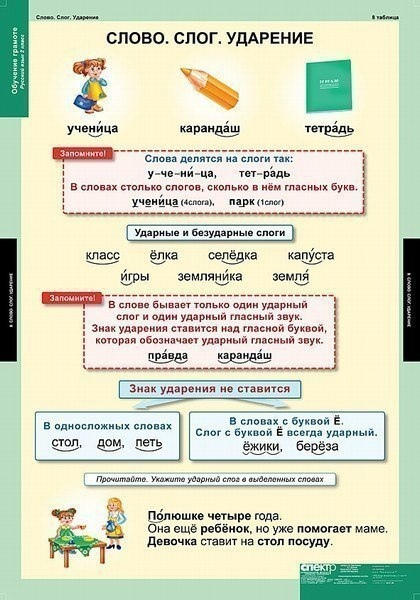 Слово. Слог. Ударение
8 таблица
Обучение грамоте
Русский язык 2 класс
СЛОВО. СЛОГ. УДАРЕНИЕ
ТЕТРАДЬ
учени́ца каранда́ш тетра́дь
Запомните!
Слова делятся на слоги так:
у-че-ни́-ца, тет-ра́дь
В словах столько слогов, сколько в нём гласных букв.
учени́ца (4слога), парк (1слог)
Ударные и безударные слоги
класс ёлка селёдка капу́ста
и́гры земляни́ка земля́
Запомните!
В слове бывает только один ударный
слог и один ударный гласный звук.
Знак ударения ставится над гласной буквой,
которая обозначает ударный гласный звук.
пра́вда каранда́ш
Знак ударения не ставится
В односложных словах
стол, дом, петь
В словах с буквой Ё.
Слог с буквой Ё всегда ударный.
ёжики, берёза
Прочитайте. Укажите ударный слог в выделенных словах
По́люшке четыре года.
Она ещё ребёнок, но уже помогает маме.
Девочка ставит на стол посуду.
8 СЛОВО. СЛОГ. УДАРЕНИЕ
8 СЛОВО. СЛОГ. УДАРЕНИЕ
спектр